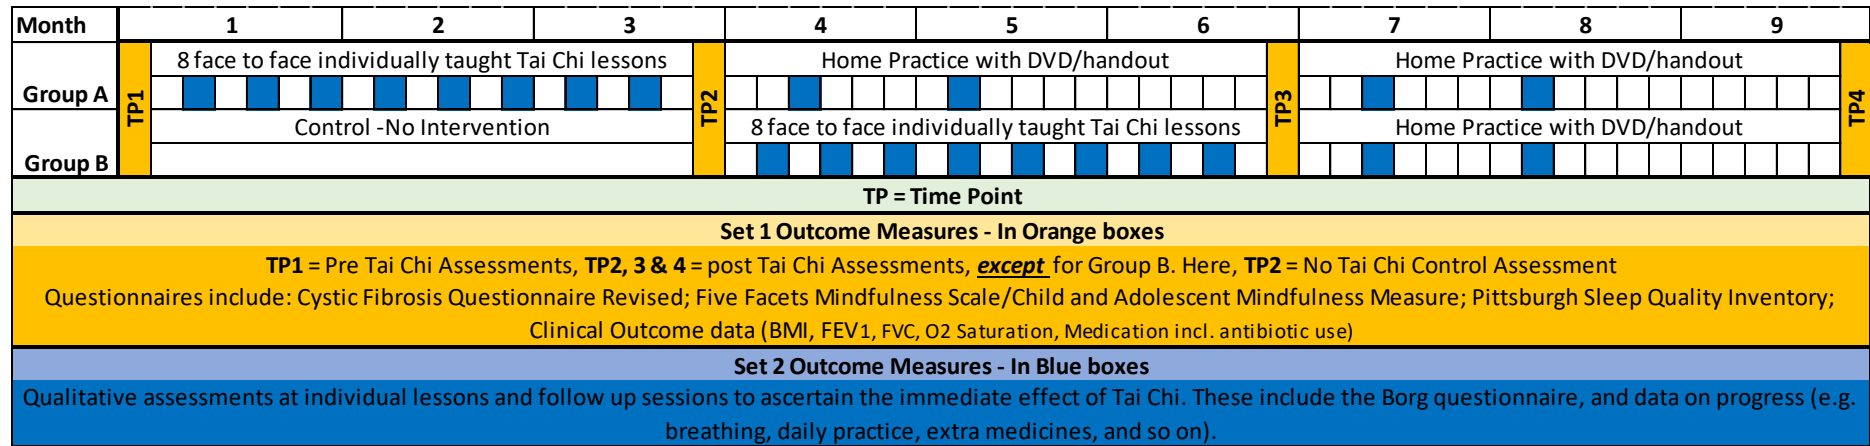 Month 1 2 3 4 5 6 7 8 9
8 face to face individually taught Tai Chi lessons Home Practice with DVD/handout Home Practice with DVD/handout
Group A TP1 TP2 TP3 TP4
Control -No Intervention 8 face to face individually taught Tai Chi lessons Home Practice with DVD/handout
Group B
TP = Time Point
Set 1 Outcome Measures - In Orange boxes
TP1 = Pre Tai Chi Assessments, TP2, 3 & 4 = post Tai Chi Assessments, except for Group B. Here, TP2 = No Tai Chi Control Assessment
Questionnaires include: Cystic Fibrosis Questionnaire Revised; Five Facets Mindfulness Scale/Child and Adolescent Mindfulness Measure; Pittsburgh Sleep Quality Inventory;
Clinical Outcome data (BMI, FEV1, FVC, O2 Saturation, Medication incl. antibiotic use)
Set 2 Outcome Measures - In Blue boxes
Qualitative assessments at individual lessons and follow up sessions to ascertain the immediate effect of Tai Chi. These include the Borg questionnaire, and data on progress (e.g.
breathing, daily practice, extra medicines, and so on).